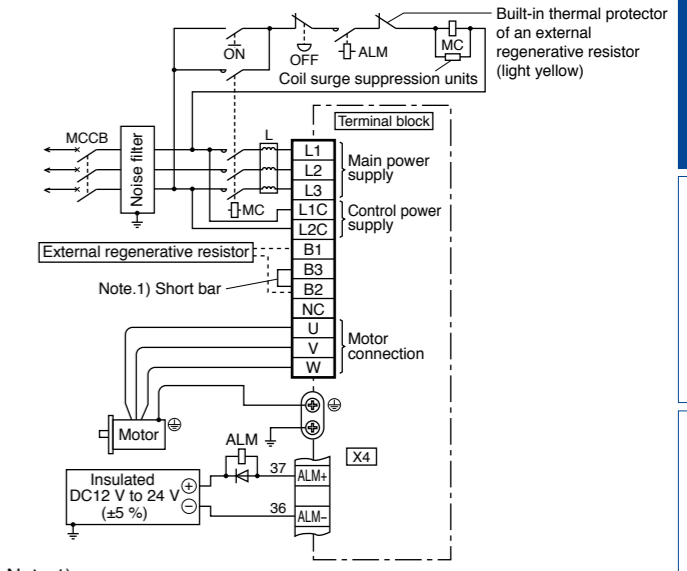 Built-in thermal protector
of an external
regenerative resistor
(light yellow)
ON
OFF
ALM
MC
Coil surge suppression units
Terminal block
MCCB
Noise filter
L
MC
L1
L2
L3
L1C
L2C
B1
B3
B2
NC
U
V
W
Main power
supply
Control power
supply
External regenerative resistor
Note.1) Short bar
Motor
connection
Motor
ALM
X4
Insulated
DC12 V to 24 V
(±5 %)
+
−
37
ALM+
36
ALM−